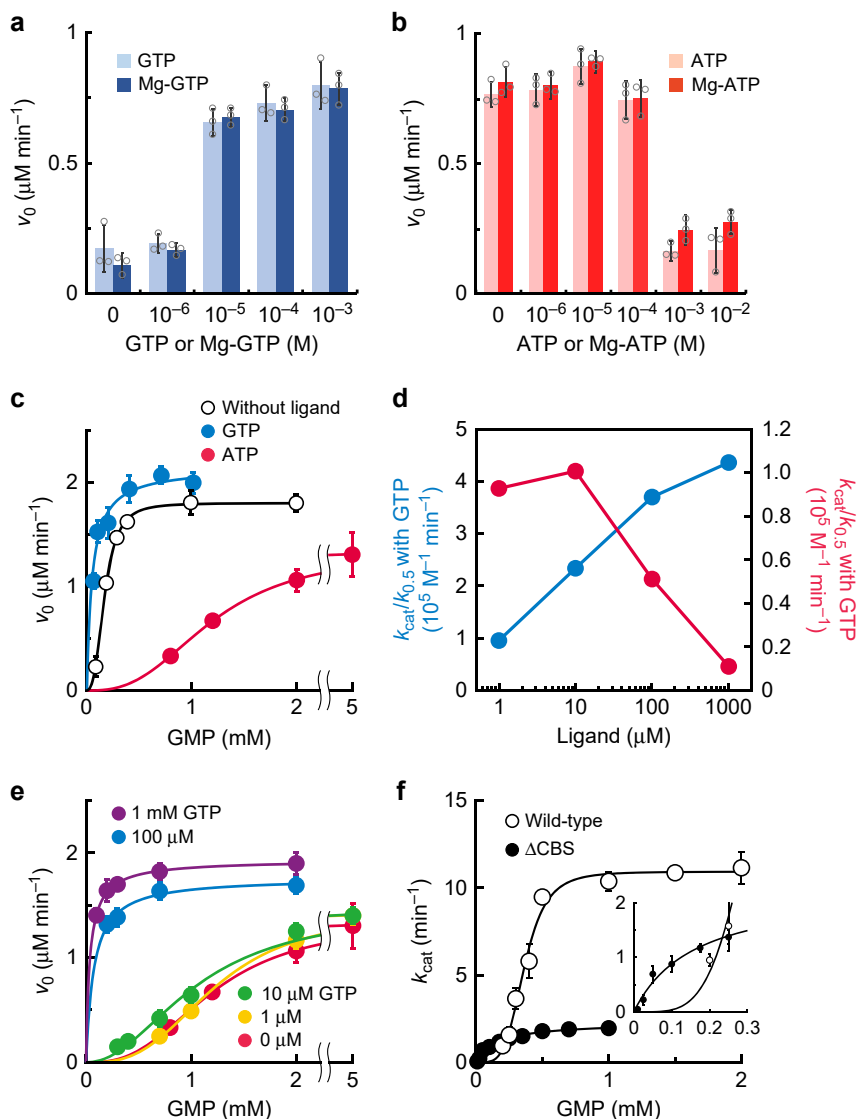 a
GTP
Mg-GTP
v0 (μM min–1)
1
0.5
0
0 10–6 10–5 10–4 10–3
GTP or Mg-GTP (M)
b
ATP
Mg-ATP
v0 (μM min–1)
1
0.5
0
0 10–6 10–5 10–4 10–3 10–2
ATP or Mg-ATP (M)
c
Without ligand
GTP
ATP
v0 (μM min–1)
2
1
0
0 1 2 5
GMP (mM)
d
kcat/k0.5 with GTP
(105 M–1 min–1)
5
4
3
2
1
0
1.2
1.0
0.8
0.6
0.4
0.2
0
kcat/k0.5 with GTP
(105 M–1 min–1)
1 10 100 1000
Ligand (μM)
e
1 mM GTP
100 μM
v0 (μM min–1)
2
1
0
10 μM GTP
1 μM
0 μM
0 1 2 5
GMP (mM)
f
Wild-type
ΔCBS
kcat (min–1)
15
10
5
0
2
1
0
0 0.1 0.2 0.3
0 1 2
GMP (mM)